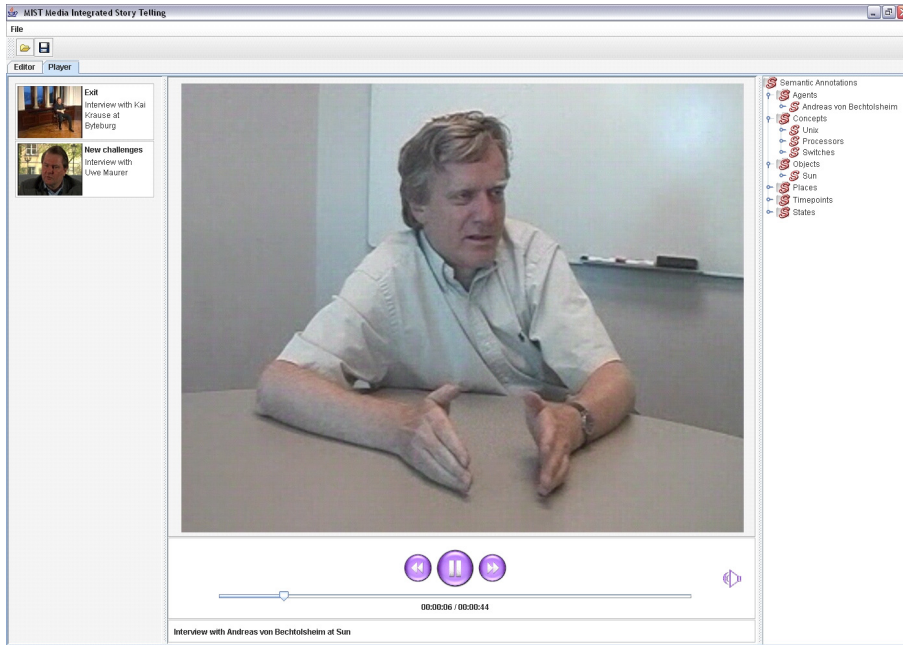 MIST Media Integrated Story Telling
File
Editor
Player
Exit
Interview with Kai
Krause at
Byteburg
New challenges
Interview with
Uwe Maurer
Semantic Annotations
Agents
Andreas von Bechtolsheim
Concepts
Unix
Processors
Switches
Objects
Sun
Places
Timepoints
States
00:00:06 / 00:00:44
Interview with Andreas von Bechtolsheim at Sun